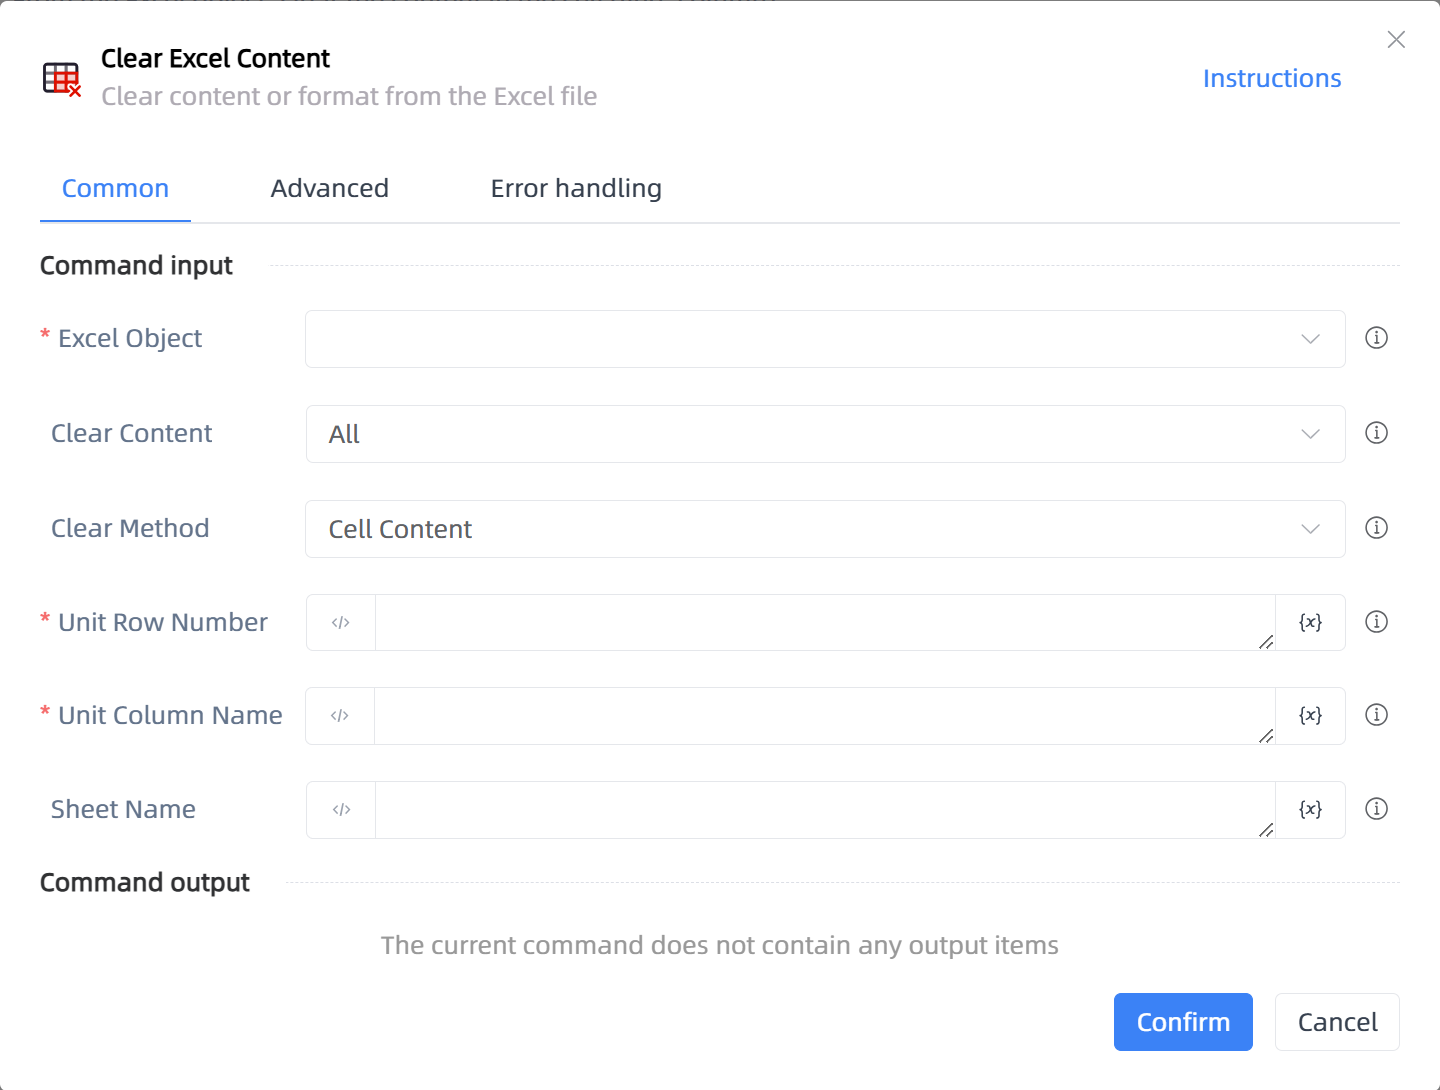 Clear Excel Content
Clear content or format from the Excel file
Instructions
Common
Advanced
Error handling
Command input
* Excel Object
Clear Content
All
Clear Method
Cell Content
* Unit Row Number
</>
{x}
* Unit Column Name
</>
{x}
Sheet Name
</>
{x}
Command output
The current command does not contain any output items
Confirm
Cancel